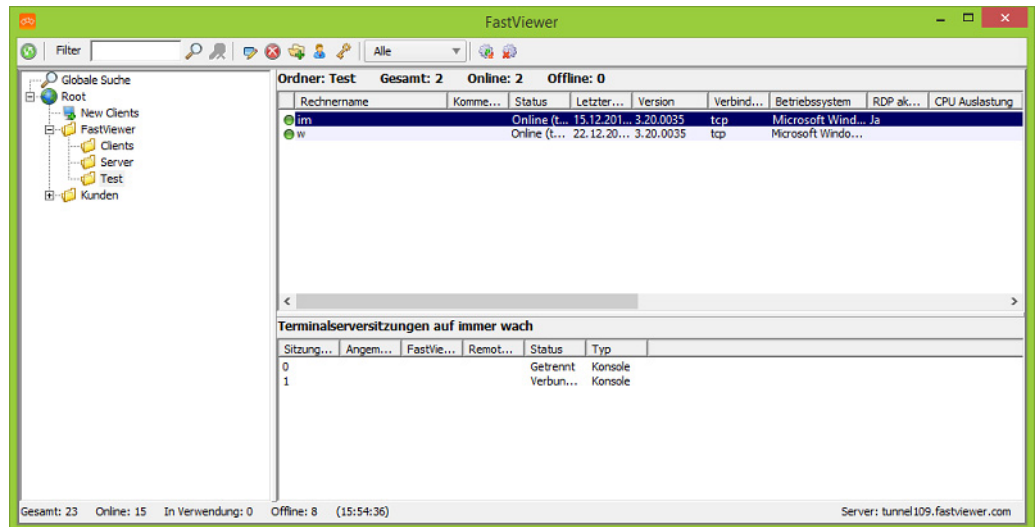 FastViewer
Filter Alle
Globale Suche
Root
New Clients
FastViewer
Clients
Server
Test
Kunden
Ordner: Test Gesamt: 2 Online: 2 Offline: 0
Rechnername Komme... Status Letzter... Version Verbind... Betriebssystem RDP ak... CPU Auslastung
im Online (t... 15.12.201... 3.20.0035 tcp Microsoft Wind... Ja
w Online (t... 22.12.20... 3.20.0035 tcp Microsoft Windo...
Terminalserversitzungen auf immer wach
Sitzung... Angem... FastVie... Remot... Status Typ
0 Getrennt Konsole
1 Verbun... Konsole
Gesamt: 23 Online: 15 In Verwendung: 0 Offline: 8 (15:54:36) Server: tunnel109.fastviewer.com